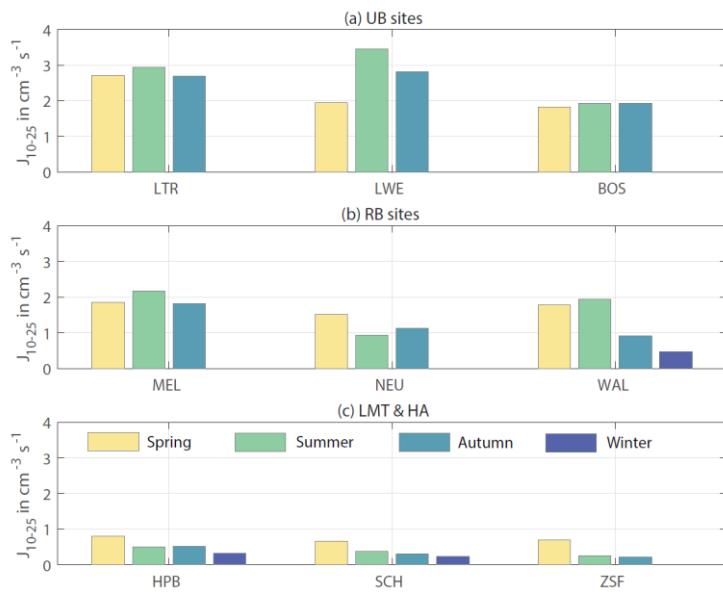 (a) UB sites
4
3
2
1
0
J10-25 in cm⁻³ s⁻¹
LTR LWE BOS
(b) RB sites
4
3
2
1
0
J10-25 in cm⁻³ s⁻¹
MEL NEU WAL
(c) LMT & HA
4
3
2
1
0
J10-25 in cm⁻³ s⁻¹
Spring Summer Autumn Winter
HPB SCH ZSF